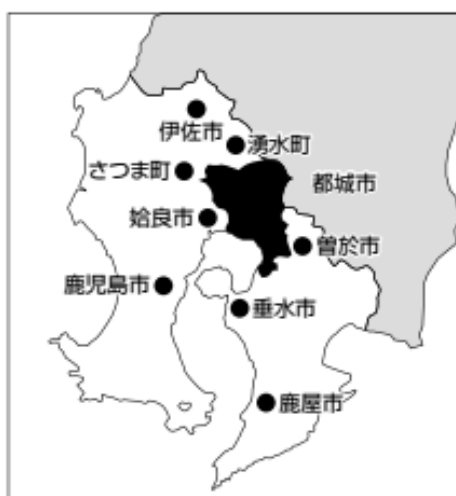 伊佐市
湧水町
さつま町
都城市
姶良市
曽於市
鹿児島市
垂水市
鹿屋市